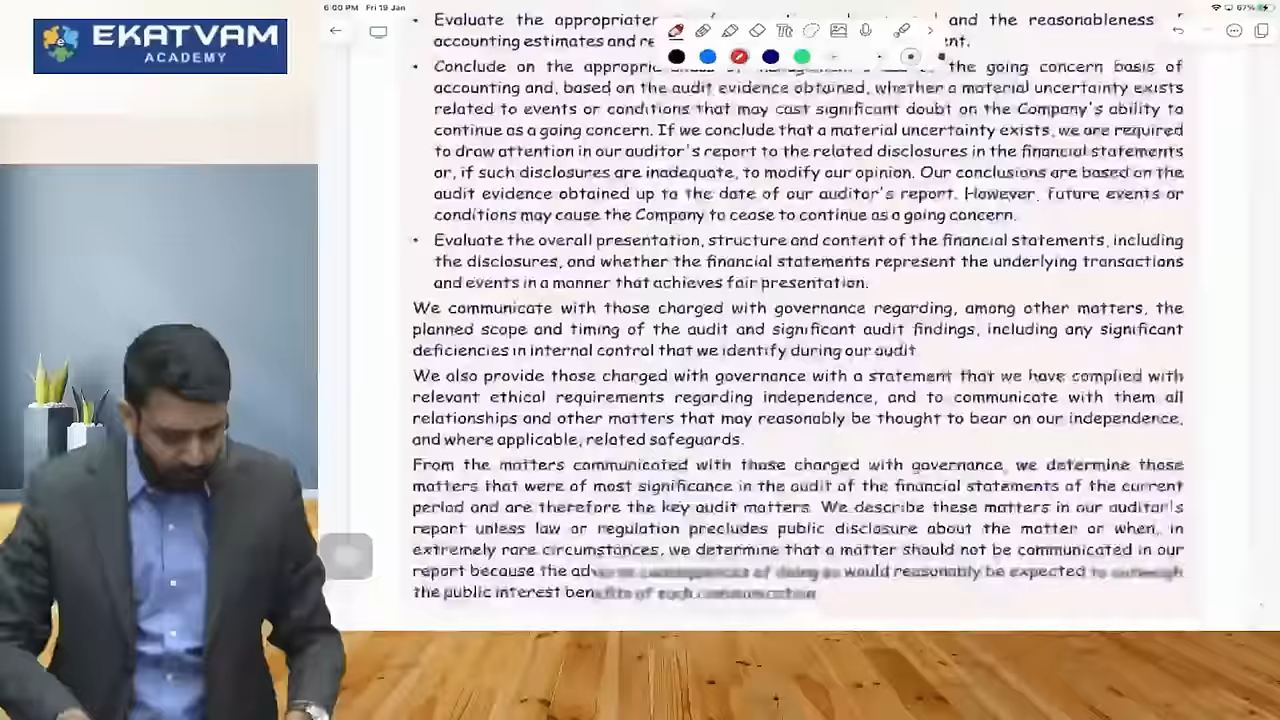 EKATVAM
ACADEMY
6:00 PM Fri 19 Jan
67%
Tt
• Evaluate the and the reasonableness
accounting estimates and
• Conclude on the the going concern basis of
accounting and, based on the audit evidence obtained, whether a material uncertainty exists
related to events or conditions that may cast significant doubt on the Company's ability to
continue as a going concern. If we conclude that a material uncertainty exists, we are required
to draw attention in our auditor's report to the related disclosures in the financial statements
or, if such disclosures are inadequate, to modify our opinion. Our conclusions are based on the
audit evidence obtained up to the date of our auditor's report. However, future events or
conditions may cause the Company to cease to continue as a going concern.
• Evaluate the overall presentation, structure and content of the financial statements, including
the disclosures, and whether the financial statements represent the underlying transactions
and events in a manner that achieves fair presentation.
We communicate with those charged with governance regarding, among other matters, the
planned scope and timing of the audit and significant audit findings, including any significant
deficiencies in internal control that we identify during our audit
We also provide those charged with governance with a statement that we have complied with
relevant ethical requirements regarding independence, and to communicate with them all
relationships and other matters that may reasonably be thought to bear on our independence,
and where applicable, related safeguards.
From the matters communicated with those charged with governance, we determine those
matters that were of most significance in the audit of the financial statements of the current
period and are therefore the key audit matters. We describe these matters in our auditor's
report unless law or regulation precludes public disclosure about the matter or when, in
extremely rare circumstances, we determine that a matter should not be communicated in our
report because the would reasonably be expected to outweigh
the public interest benefits of such communication